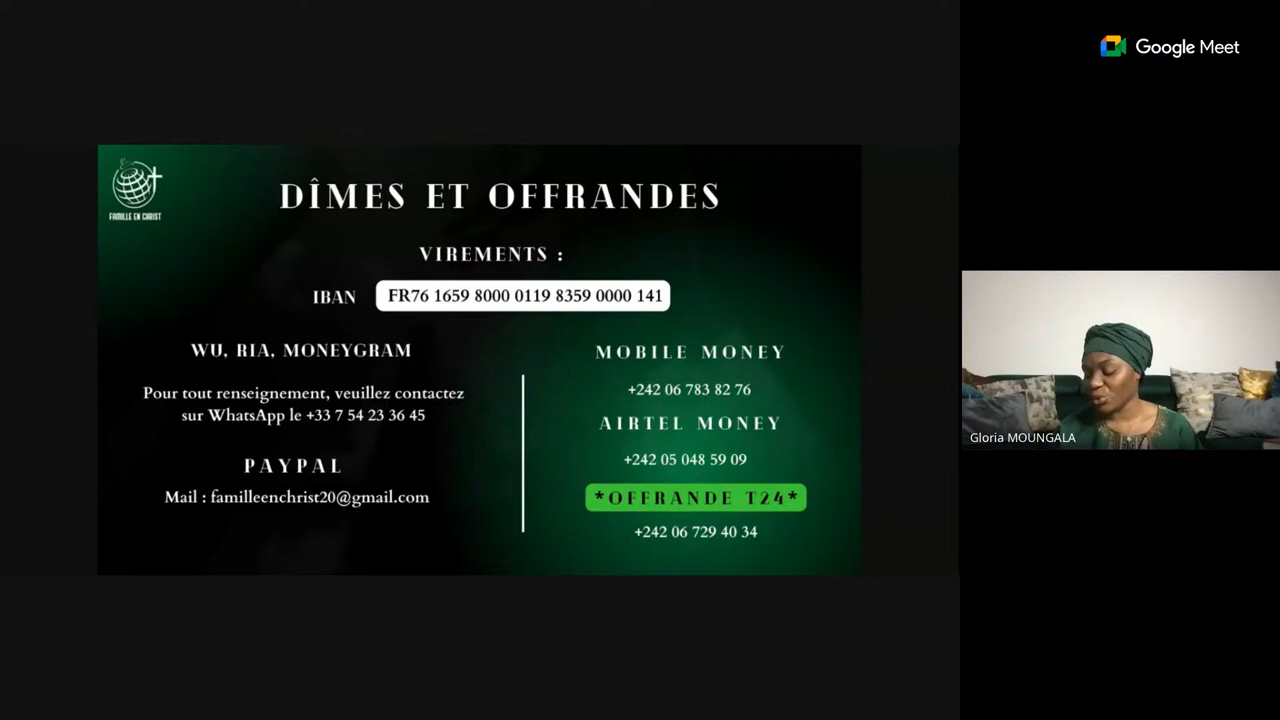 Google Meet
FAMILLE EN CHRIST
DÎMES ET OFFRANDES
VIREMENTS :
IBAN FR76 1659 8000 0119 8359 0000 141
WU, RIA, MONEYGRAM
Pour tout renseignement, veuillez contactez
sur WhatsApp le +33 7 54 23 36 45
PAYPAL
Mail : familleenchrist20@gmail.com
MOBILE MONEY
+242 06 783 82 76
AIRTEL MONEY
+242 05 048 59 09
*OFFRANDE T24*
+242 06 729 40 34
Gloria MOUNGALA